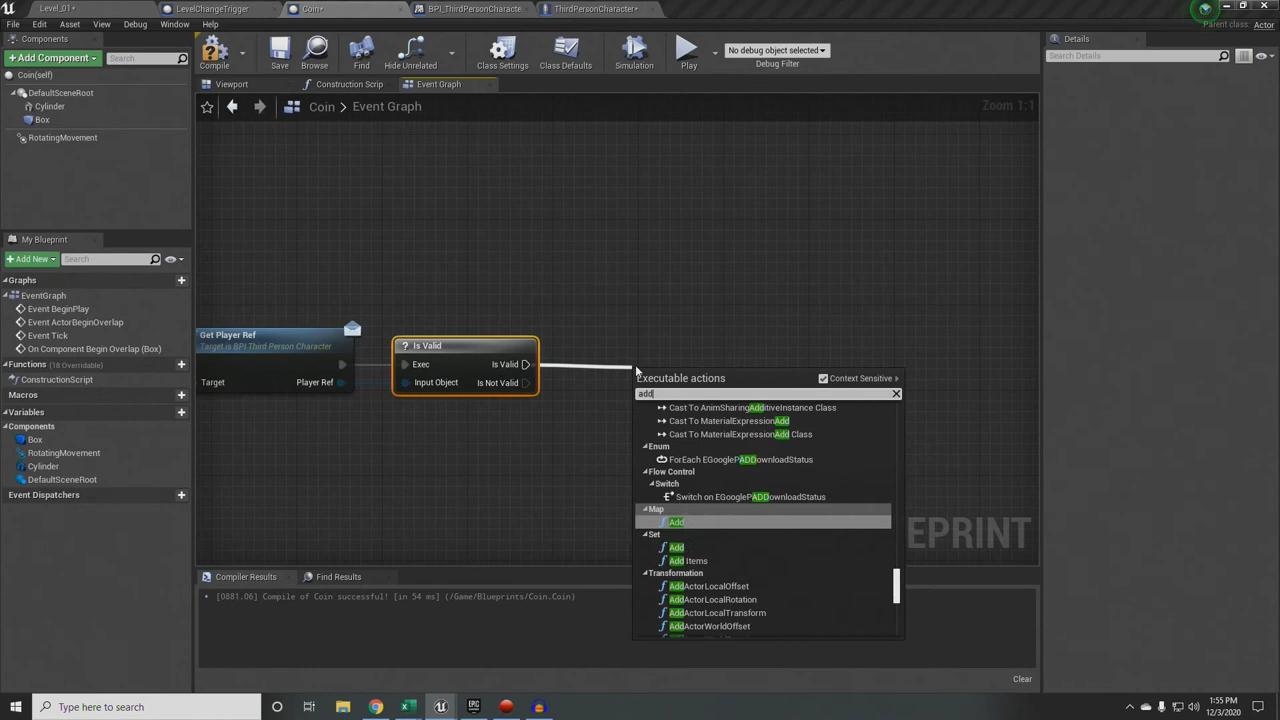 Level_01*
LevelChangeTrigger
Coin*
BPI_ThirdPersonCharacte
ThirdPersonCharacter*
File Edit Asset View Debug Window Help
Parent class: Actor
Components
+Add Component
Search
Coin(self)
DefaultSceneRoot
Cylinder
Box
RotatingMovement
Compile
Save
Browse
Find
Hide Unrelated
Class Settings
Class Defaults
Simulation
Play
No debug object selected
Debug Filter
Details
Search Details
Viewport
Construction Scrip
Event Graph
Coin > Event Graph
Zoom 1:1
My Blueprint
+Add New
Search
Graphs
EventGraph
Event BeginPlay
Event ActorBeginOverlap
Event Tick
On Component Begin Overlap (Box)
Functions (18 Overridable)
ConstructionScript
Macros
Variables
Components
Box
RotatingMovement
Cylinder
DefaultSceneRoot
Event Dispatchers
Get Player Ref
Target is BPI Third Person Character
Target
Player Ref
? Is Valid
Exec
Is Valid
Input Object
Is Not Valid
Executable actions
Context Sensitive
add
Cast To AnimSharingAdditiveInstance Class
Cast To MaterialExpressionAdd
Cast To MaterialExpressionAdd Class
Enum
ForEach EGooglePADDownloadStatus
Flow Control
Switch
Switch on EGooglePADDownloadStatus
Map
Add
Set
Add
Add Items
Transformation
AddActorLocalOffset
AddActorLocalRotation
AddActorLocalTransform
AddActorWorldOffset
EPRINT
Compiler Results
Find Results
[0881.06] Compile of Coin successful! [in 54 ms] (/Game/Blueprints/Coin.Coin)
Clear
Type here to search
1:55 PM
12/3/2020